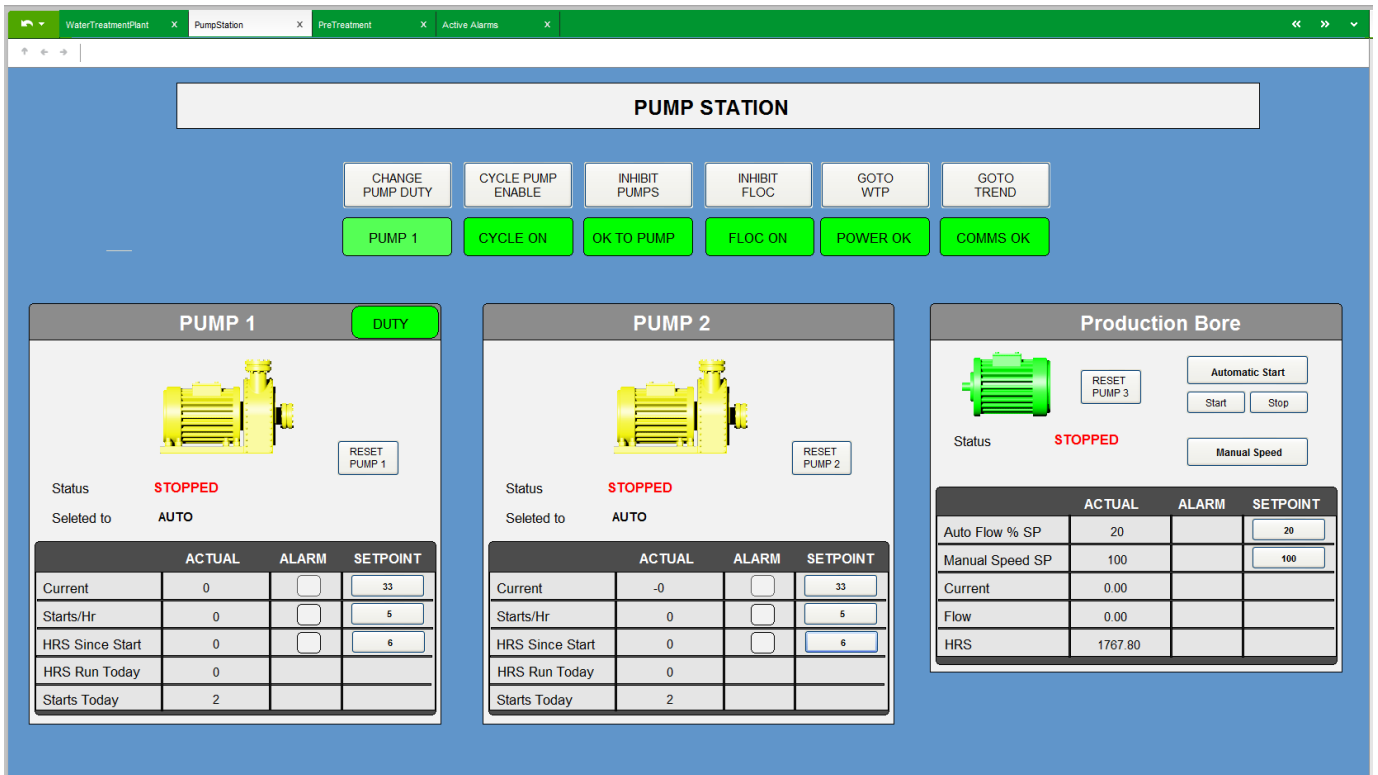 WaterTreatmentPlant X PumpStation X PreTreatment X Active Alarms X
PUMP STATION
CHANGE PUMP DUTY
CYCLE PUMP ENABLE
INHIBIT PUMPS
INHIBIT FLOC
GOTO WTP
GOTO TREND
PUMP 1
CYCLE ON
OK TO PUMP
FLOC ON
POWER OK
COMMS OK
PUMP 1 DUTY
RESET
PUMP 1
Status STOPPED
Seleted to AUTO
ACTUAL ALARM SETPOINT
Current 0 33
Starts/Hr 0 5
HRS Since Start 0 6
HRS Run Today 0
Starts Today 2
PUMP 2
RESET
PUMP 2
Status STOPPED
Seleted to AUTO
ACTUAL ALARM SETPOINT
Current -0 33
Starts/Hr 0 5
HRS Since Start 0 6
HRS Run Today 0
Starts Today 2
Production Bore
RESET
PUMP 3
Automatic Start
Start Stop
Status STOPPED
Manual Speed
ACTUAL ALARM SETPOINT
Auto Flow % SP 20 20
Manual Speed SP 100 100
Current 0.00
Flow 0.00
HRS 1767.80